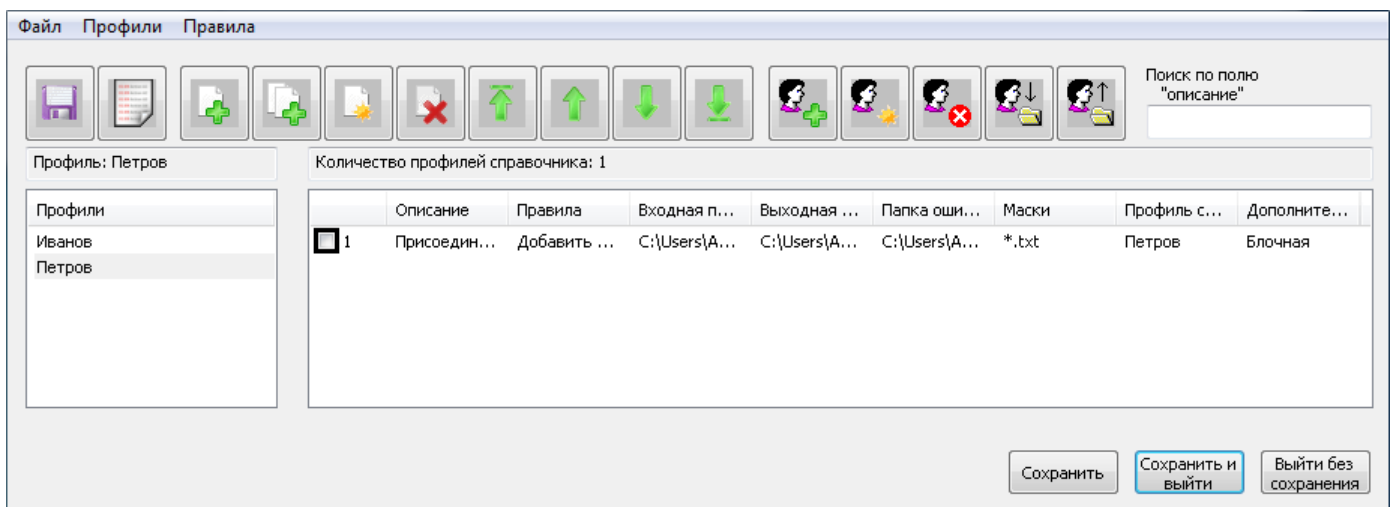 Файл Профили Правила
Поиск по полю
"описание"
Профиль: Петров
Количество профилей справочника: 1
Профили
Иванов
Петров
Описание Правила Входная п... Выходная ... Папка оши... Маски Профиль с... Дополните...
1 Присоедин... Добавить ... C:\Users\A... C:\Users\A... C:\Users\A... *.txt Петров Блочная
Сохранить
Сохранить и
выйти
Выйти без
сохранения